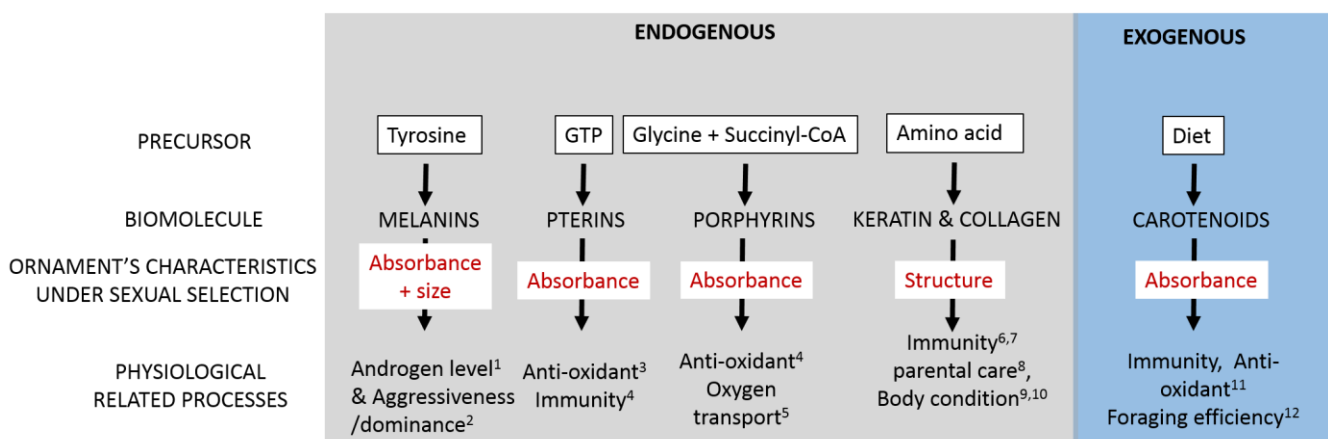 ENDOGENOUS
EXOGENOUS
PRECURSOR
Tyrosine
GTP
Glycine + Succinyl-CoA
Amino acid
Diet
BIOMOLECULE
MELANINS
PTERINS
PORPHYRINS
KERATIN & COLLAGEN
CAROTENOIDS
ORNAMENT'S CHARACTERISTICS
UNDER SEXUAL SELECTION
Absorbance
+ size
Absorbance
Absorbance
Structure
Absorbance
PHYSIOLOGICAL
RELATED PROCESSES
Androgen level¹
& Aggressiveness
/dominance²
Anti-oxidant³
Immunity⁴
Anti-oxidant⁴
Oxygen
transport⁵
Immunity⁶,⁷
parental care⁸,
Body condition⁹,¹⁰
Immunity, Anti-
oxidant¹¹
Foraging efficiency¹²